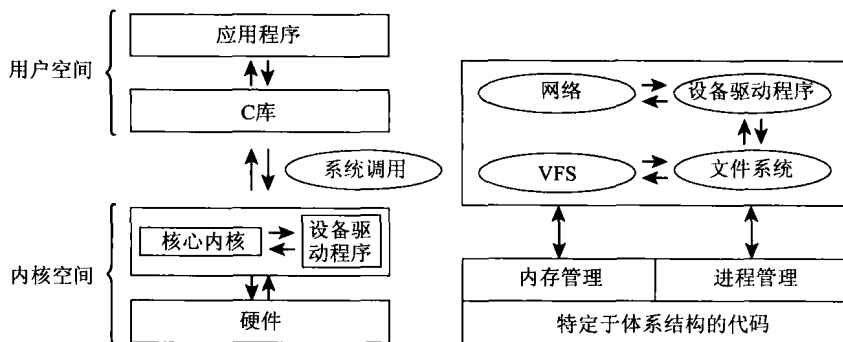 用户空间
应用程序
C库
系统调用
内核空间
核心内核
设备驱
动程序
硬件
网络
设备驱动程序
VFS
文件系统
内存管理
进程管理
特定于体系结构的代码